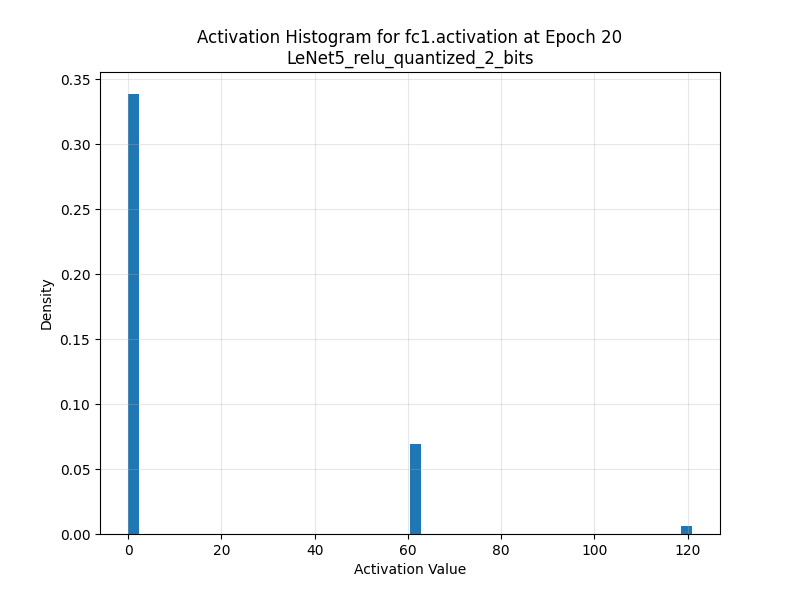 Activation Histogram for fc1.activation at Epoch 20
LeNet5_relu_quantized_2_bits
0.35
0.30
0.25
0.20
0.15
0.10
0.05
0.00
Density
0 20 40 60 80 100 120
Activation Value